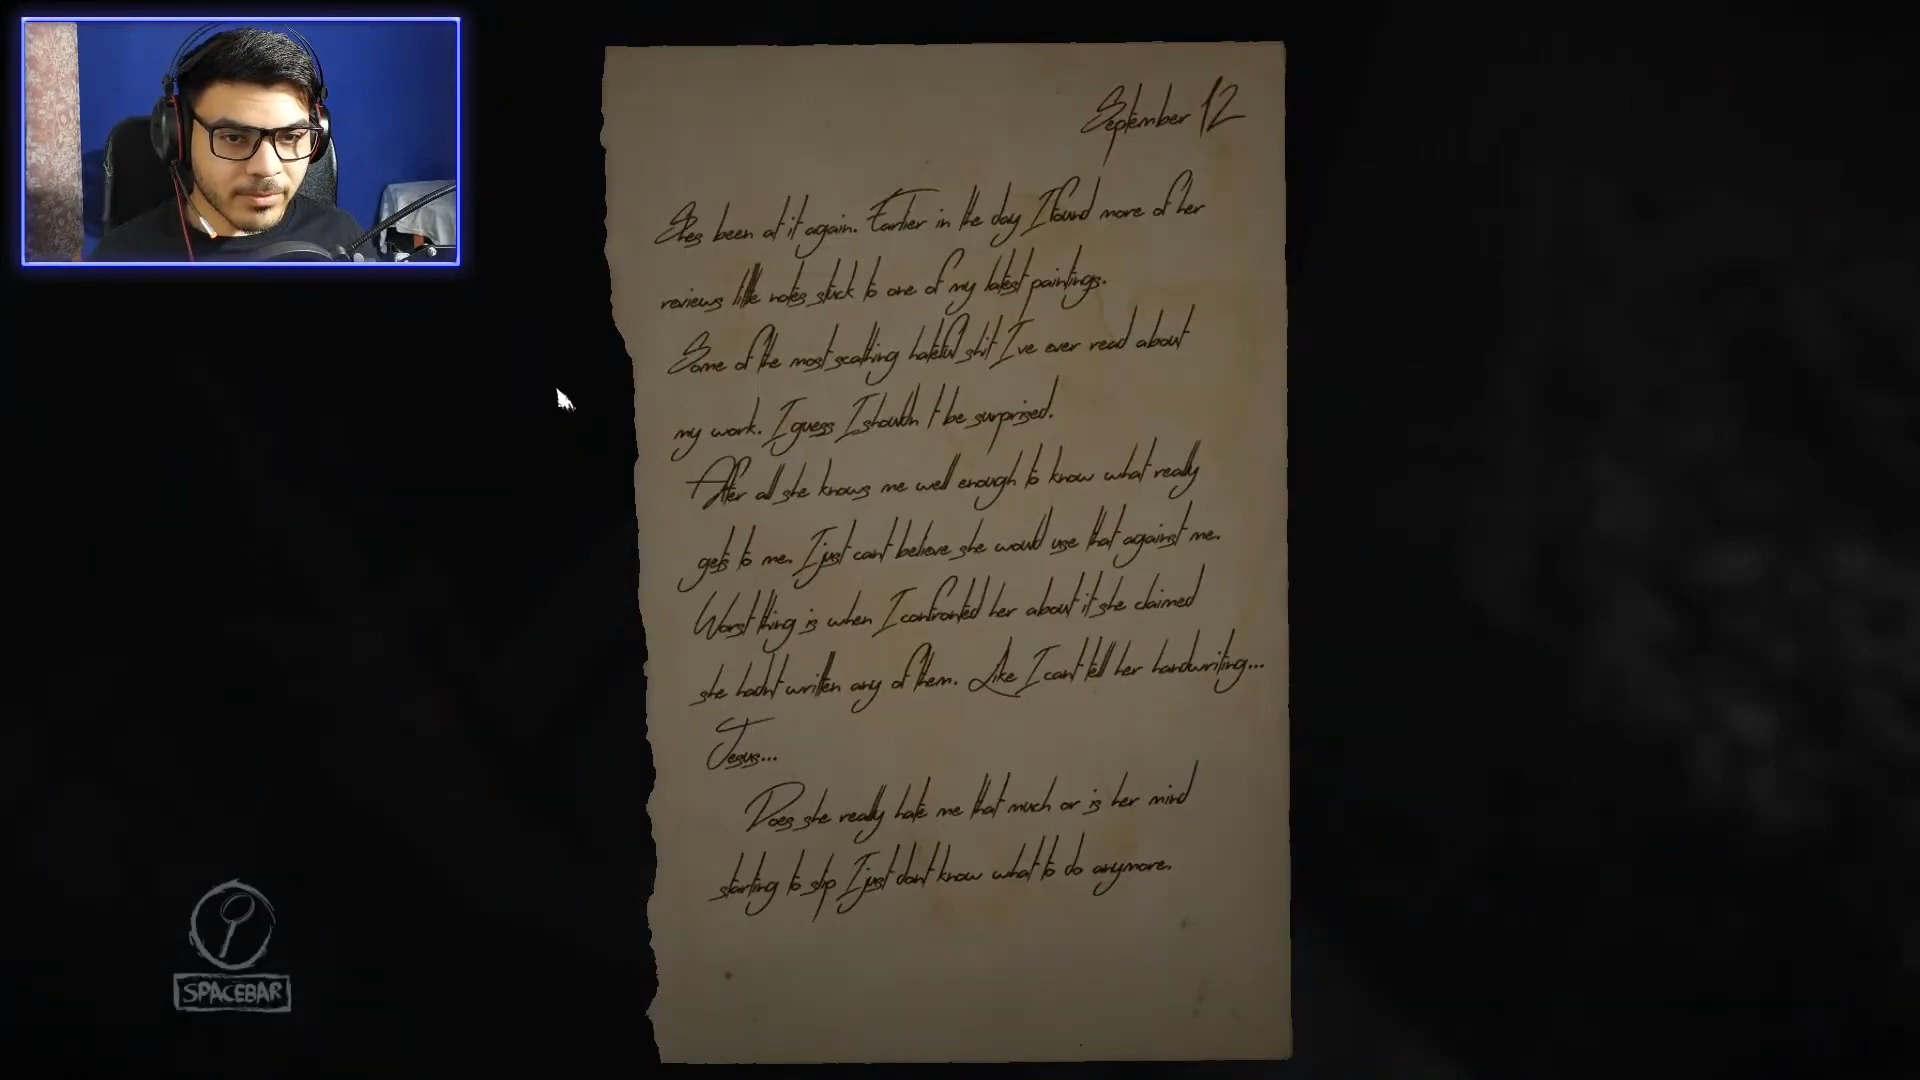 September 12
Shes been at it again. Earlier in the day I found more of her
reviews little notes stuck to one of my latest paintings.
Some of the most scathing hateful shit I've ever read about
my work. I guess I shouldn't be surprised.
After all she knows me well enough to know what really
gets to me. I just can't believe she would use that against me.
Worst thing is when I confronted her about it she claimed
she hadn't written any of them. Like I can't tell her handwriting...
Jesus...
Does she really hate me that much or is her mind
starting to slip I just don't know what to do anymore.
SPACEBAR